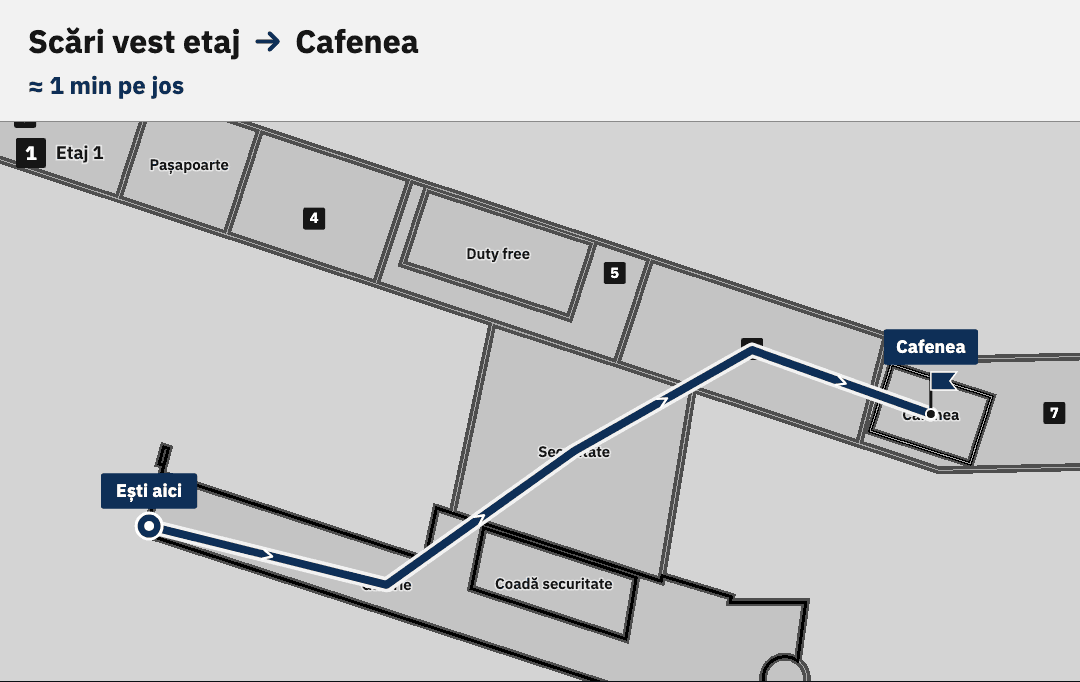 Scări vest etaj → Cafenea
≈ 1 min pe jos
1 Etaj 1
Pașapoarte
4
Duty free
5
Cafenea
7
Ești aici
Coadă securitate